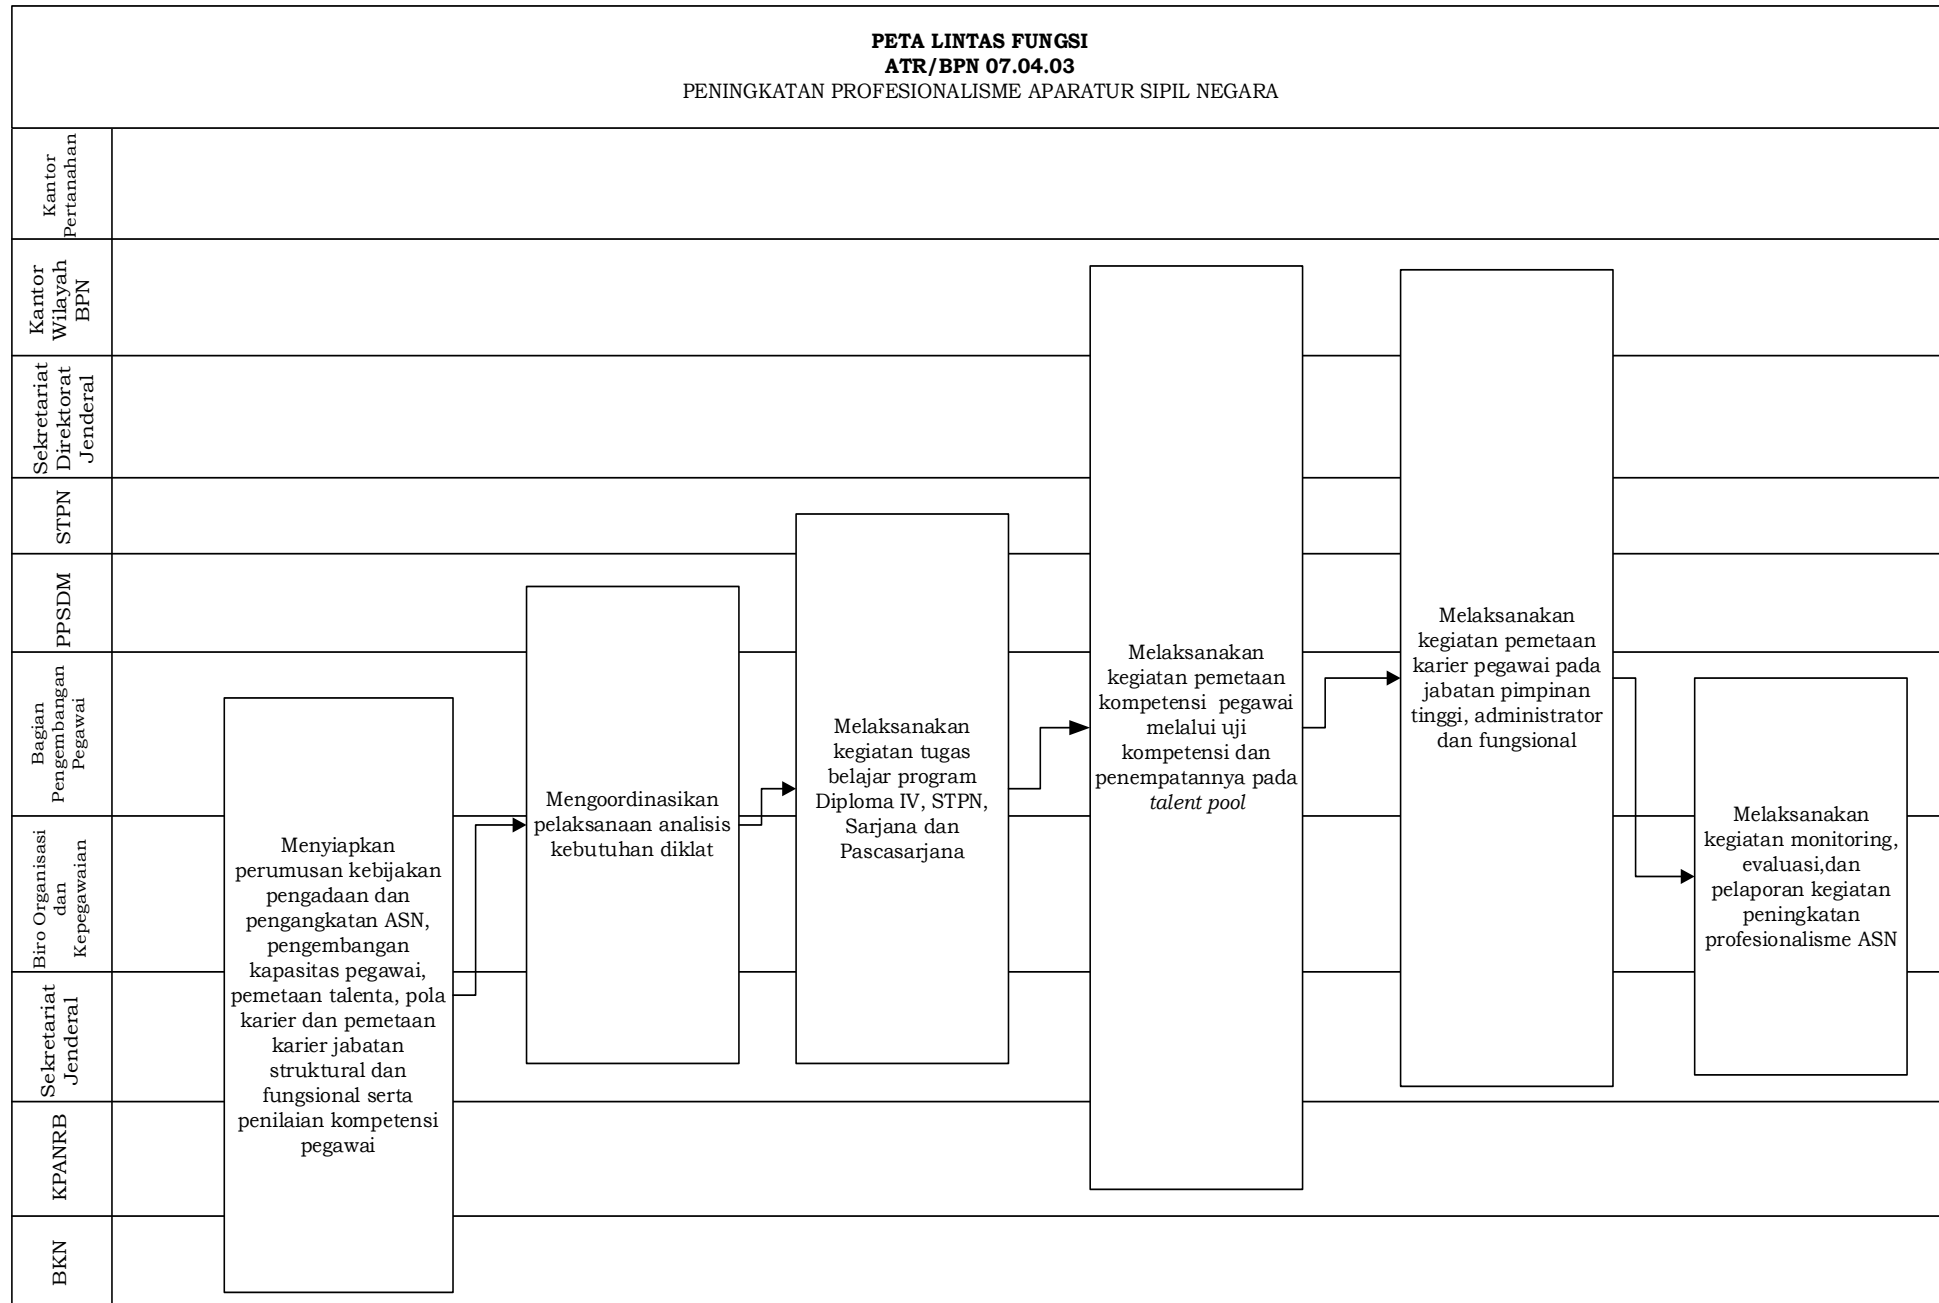 PETA LINTAS FUNGSI
ATR/BPN 07.04.03
PENINGKATAN PROFESIONALISME APARATUR SIPIL NEGARA
Kantor
Pertanahan
Kantor
Wilayah
BPN
Sekretariat
Direktorat
Jenderal
STPN
PPSDM
Bagian
Pengembangan
Pegawai
Biro Organisasi
dan
Kepegawaian
Sekretariat
Jenderal
KPANRB
BKN
Menyiapkan
perumusan kebijakan
pengadaan dan
pengangkatan ASN,
pengembangan
kapasitas pegawai,
pemetaan talenta, pola
karier dan pemetaan
karier jabatan
struktural dan
fungsional serta
penilaian kompetensi
pegawai
Mengoordinasikan
pelaksanaan analisis
kebutuhan diklat
Melaksanakan
kegiatan tugas
belajar program
Diploma IV, STPN,
Sarjana dan
Pascasarjana
Melaksanakan
kegiatan pemetaan
kompetensi pegawai
melalui uji
kompetensi dan
penempatannya pada
talent pool
Melaksanakan
kegiatan pemetaan
karier pegawai pada
jabatan pimpinan
tinggi, administrator
dan fungsional
Melaksanakan
kegiatan monitoring,
evaluasi,dan
pelaporan kegiatan
peningkatan
profesionalisme ASN